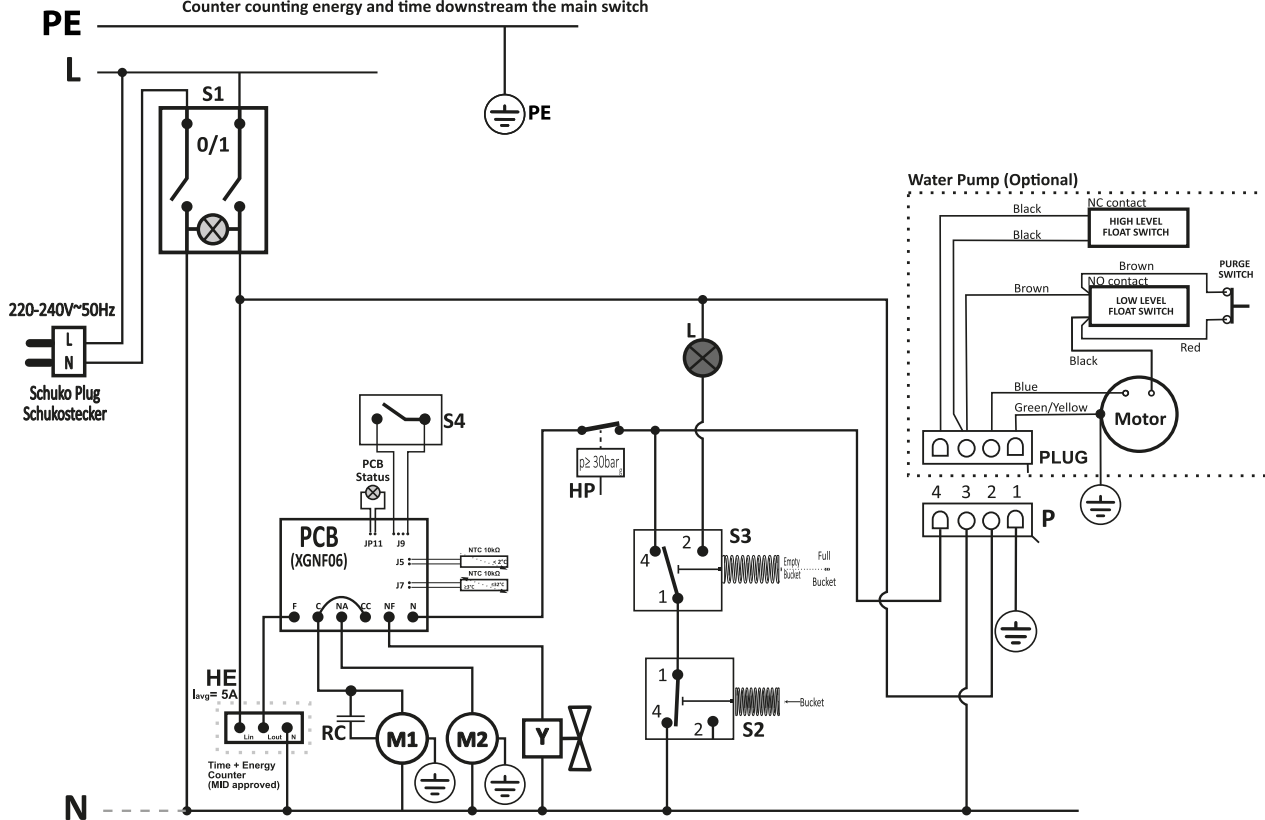 Counter counting energy and time downstream the main switch
PE
L
S1
0/1
PE
Water Pump (Optional)
NC contact
Black
HIGH LEVEL
FLOAT SWITCH
Black
Brown
PURGE
SWITCH
NO contact
Brown
LOW LEVEL
FLOAT SWITCH
Red
Black
220-240V~50Hz
L
N
Schuko Plug
Schukostecker
L
Blue
Green/Yellow
Motor
S4
PCB
Status
p≥ 30bar
HP
PLUG
4 3 2 1
P
PCB
(XGNF06)
JP11 J9
J5
NTC 10kΩ
< 2°C
J7
NTC 10kΩ
F C NA CC NF N
S3
4
2
1
Empty
Bucket
Full
Bucket
HE
Iavg= 5A
Lin Lout N
Time + Energy
Counter
(MID approved)
RC
M1
M2
Y
1
4
2
S2
Bucket
N